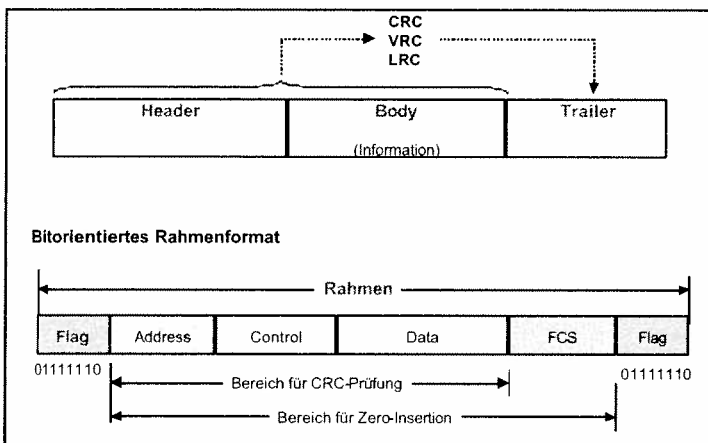 CRC
VRC
LRC
Header Body Trailer
(Information)
Bitorientiertes Rahmenformat
Rahmen
Flag Address Control Data FCS Flag
01111110 01111110
Bereich für CRC-Prüfung
Bereich für Zero-Insertion